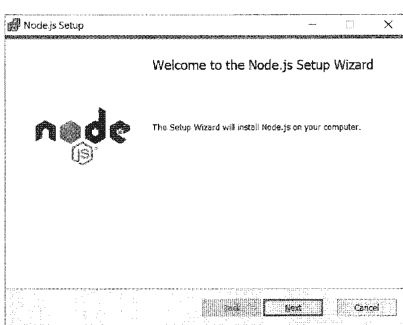 Node.js Setup
Welcome to the Node.js Setup Wizard
node
JS
The Setup Wizard will install Node.js on your computer.
Back Next Cancel